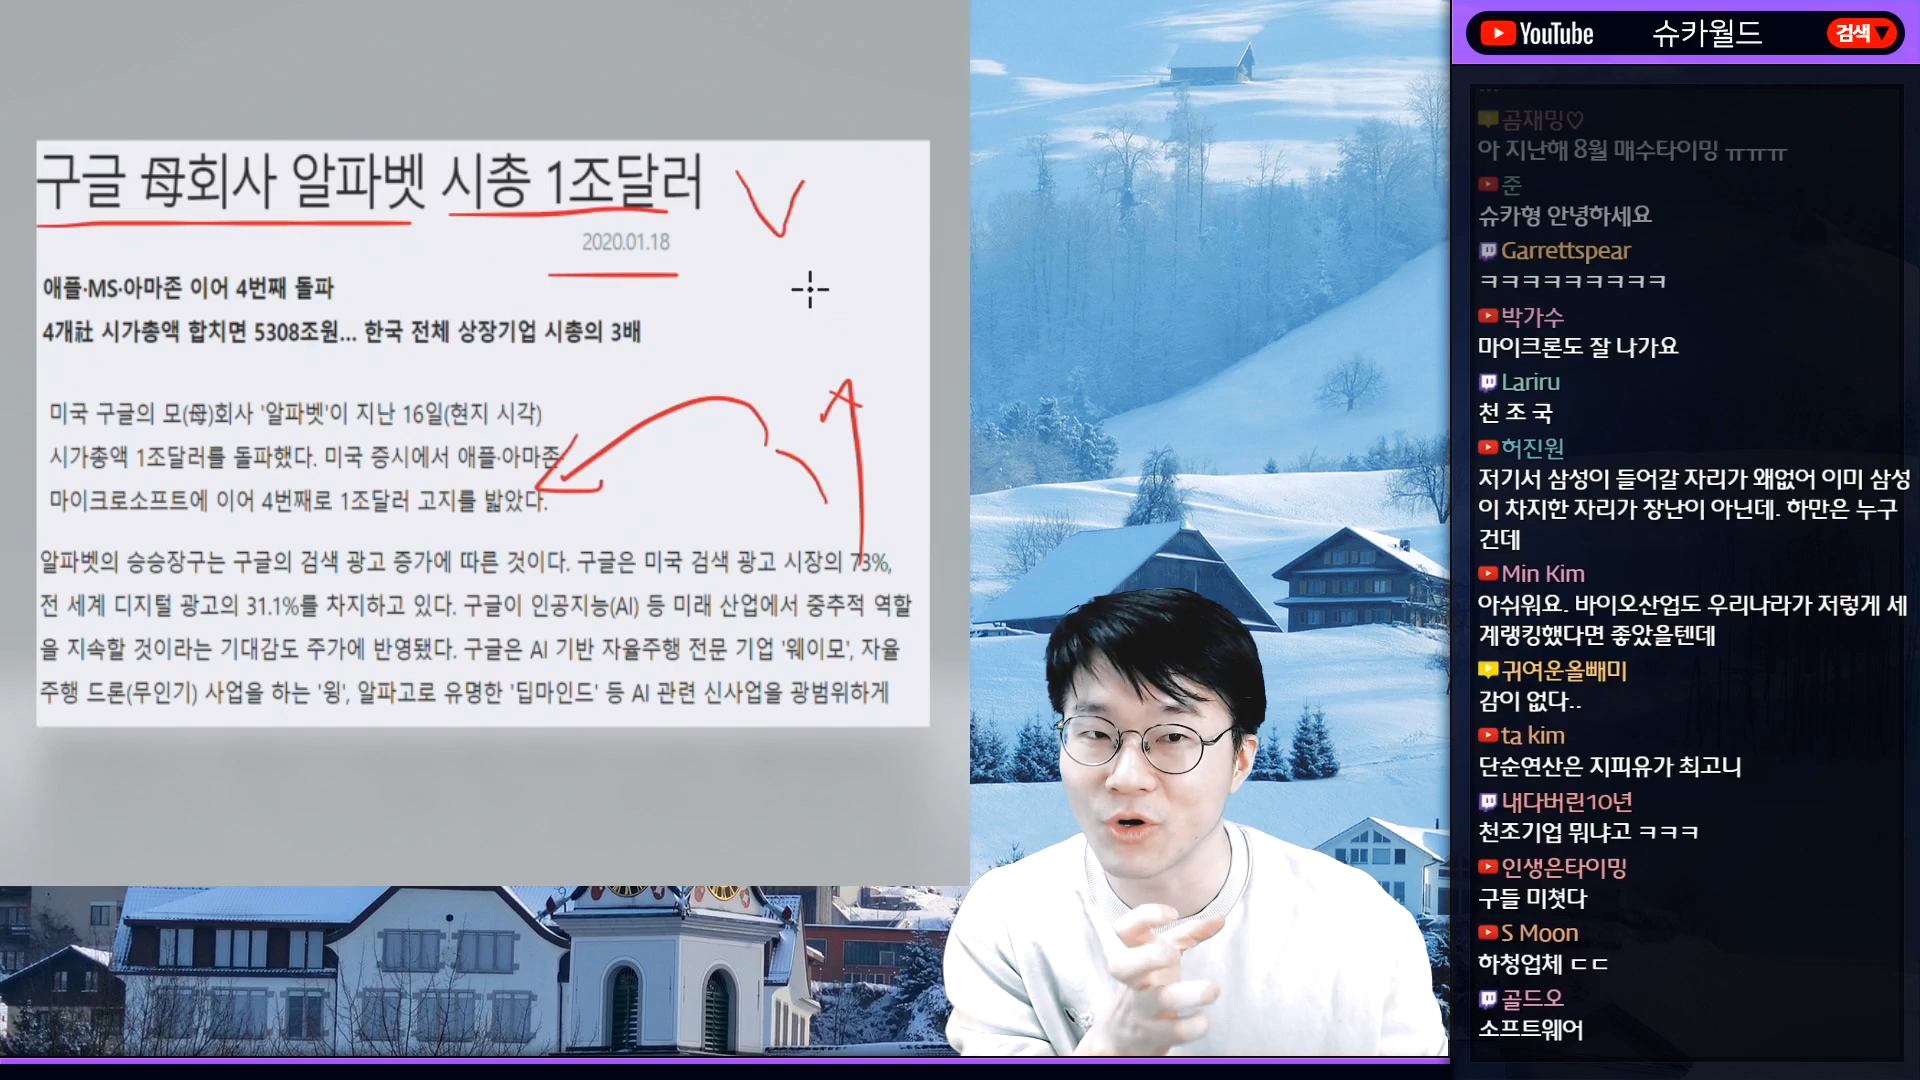 구글 母회사 알파벳 시총 1조달러
2020.01.18
애플·MS·아마존 이어 4번째 돌파
4개社 시가총액 합치면 5308조원... 한국 전체 상장기업 시총의 3배
미국 구글의 모(母)회사 '알파벳'이 지난 16일(현지 시각)
시가총액 1조달러를 돌파했다. 미국 증시에서 애플·아마존·
마이크로소프트에 이어 4번째로 1조달러 고지를 밟았다.
알파벳의 승승장구는 구글의 검색 광고 증가에 따른 것이다. 구글은 미국 검색 광고 시장의 73%,
전 세계 디지털 광고의 31.1%를 차지하고 있다. 구글이 인공지능(AI) 등 미래 산업에서 중추적 역할
을 지속할 것이라는 기대감도 주가에 반영됐다. 구글은 AI 기반 자율주행 전문 기업 '웨이모', 자율
주행 드론(무인기) 사업을 하는 '윙', 알파고로 유명한 '딥마인드' 등 AI 관련 신사업을 광범위하게
YouTube 슈카월드 검색▼
...
곰재밍♡
아 지난해 8월 매수타이밍 ㅠㅠㅠ
준
슈카형 안녕하세요
Garrettspear
ㅋㅋㅋㅋㅋㅋㅋㅋㅋ
박가수
마이크론도 잘 나가요
Lariru
천 조 국
허진원
저기서 삼성이 들어갈 자리가 왜없어 이미 삼성
이 차지한 자리가 장난이 아닌데. 하만은 누구
건데
Min Kim
아쉬워요. 바이오산업도 우리나라가 저렇게 세
계랭킹했다면 좋았을텐데
귀여운올빼미
감이 없다..
ta kim
단순연산은 지피유가 최고니
내다버린10년
천조기업 뭐냐고 ㅋㅋㅋ
인생은타이밍
구들 미쳣다
S Moon
하청업체 ㄷㄷ
골드오
소프트웨어